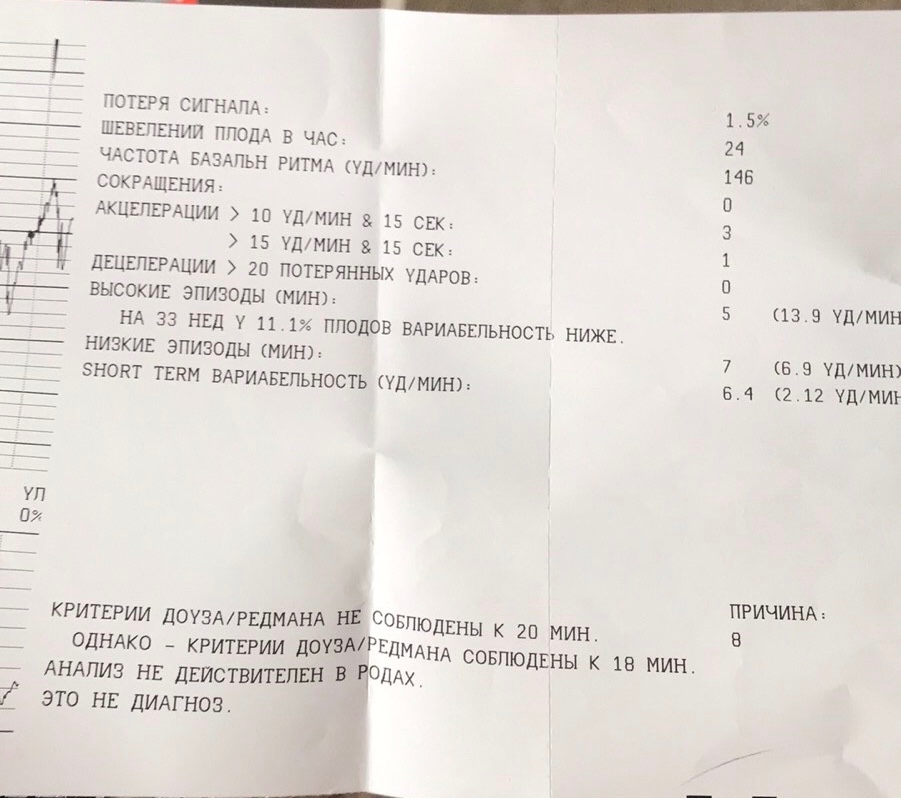 ПОТЕРЯ СИГНАЛА: 1.5%
ШЕВЕЛЕНИЙ ПЛОДА В ЧАС: 24
ЧАСТОТА БАЗАЛЬН РИТМА (УД/МИН): 146
СОКРАЩЕНИЯ: 0
АКЦЕЛЕРАЦИИ > 10 УД/МИН & 15 СЕК: 3
> 15 УД/МИН & 15 СЕК: 1
ДЕЦЕЛЕРАЦИИ > 20 ПОТЕРЯННЫХ УДАРОВ: 0
ВЫСОКИЕ ЭПИЗОДЫ (МИН): 5 (13.9 УД/МИН
НА 33 НЕД У 11.1% ПЛОДОВ ВАРИАБЕЛЬНОСТЬ НИЖЕ.
НИЗКИЕ ЭПИЗОДЫ (МИН): 7 (6.9 УД/МИН)
SHORT TERM ВАРИАБЕЛЬНОСТЬ (УД/МИН): 6.4 (2.12 УД/МИН
УЛ
0%
КРИТЕРИИ ДОУЗА/РЕДМАНА НЕ СОБЛЮДЕНЫ К 20 МИН. ПРИЧИНА:
ОДНАКО - КРИТЕРИИ ДОУЗА/РЕДМАНА СОБЛЮДЕНЫ К 18 МИН. 8
АНАЛИЗ НЕ ДЕЙСТВИТЕЛЕН В РОДАХ.
ЭТО НЕ ДИАГНОЗ.